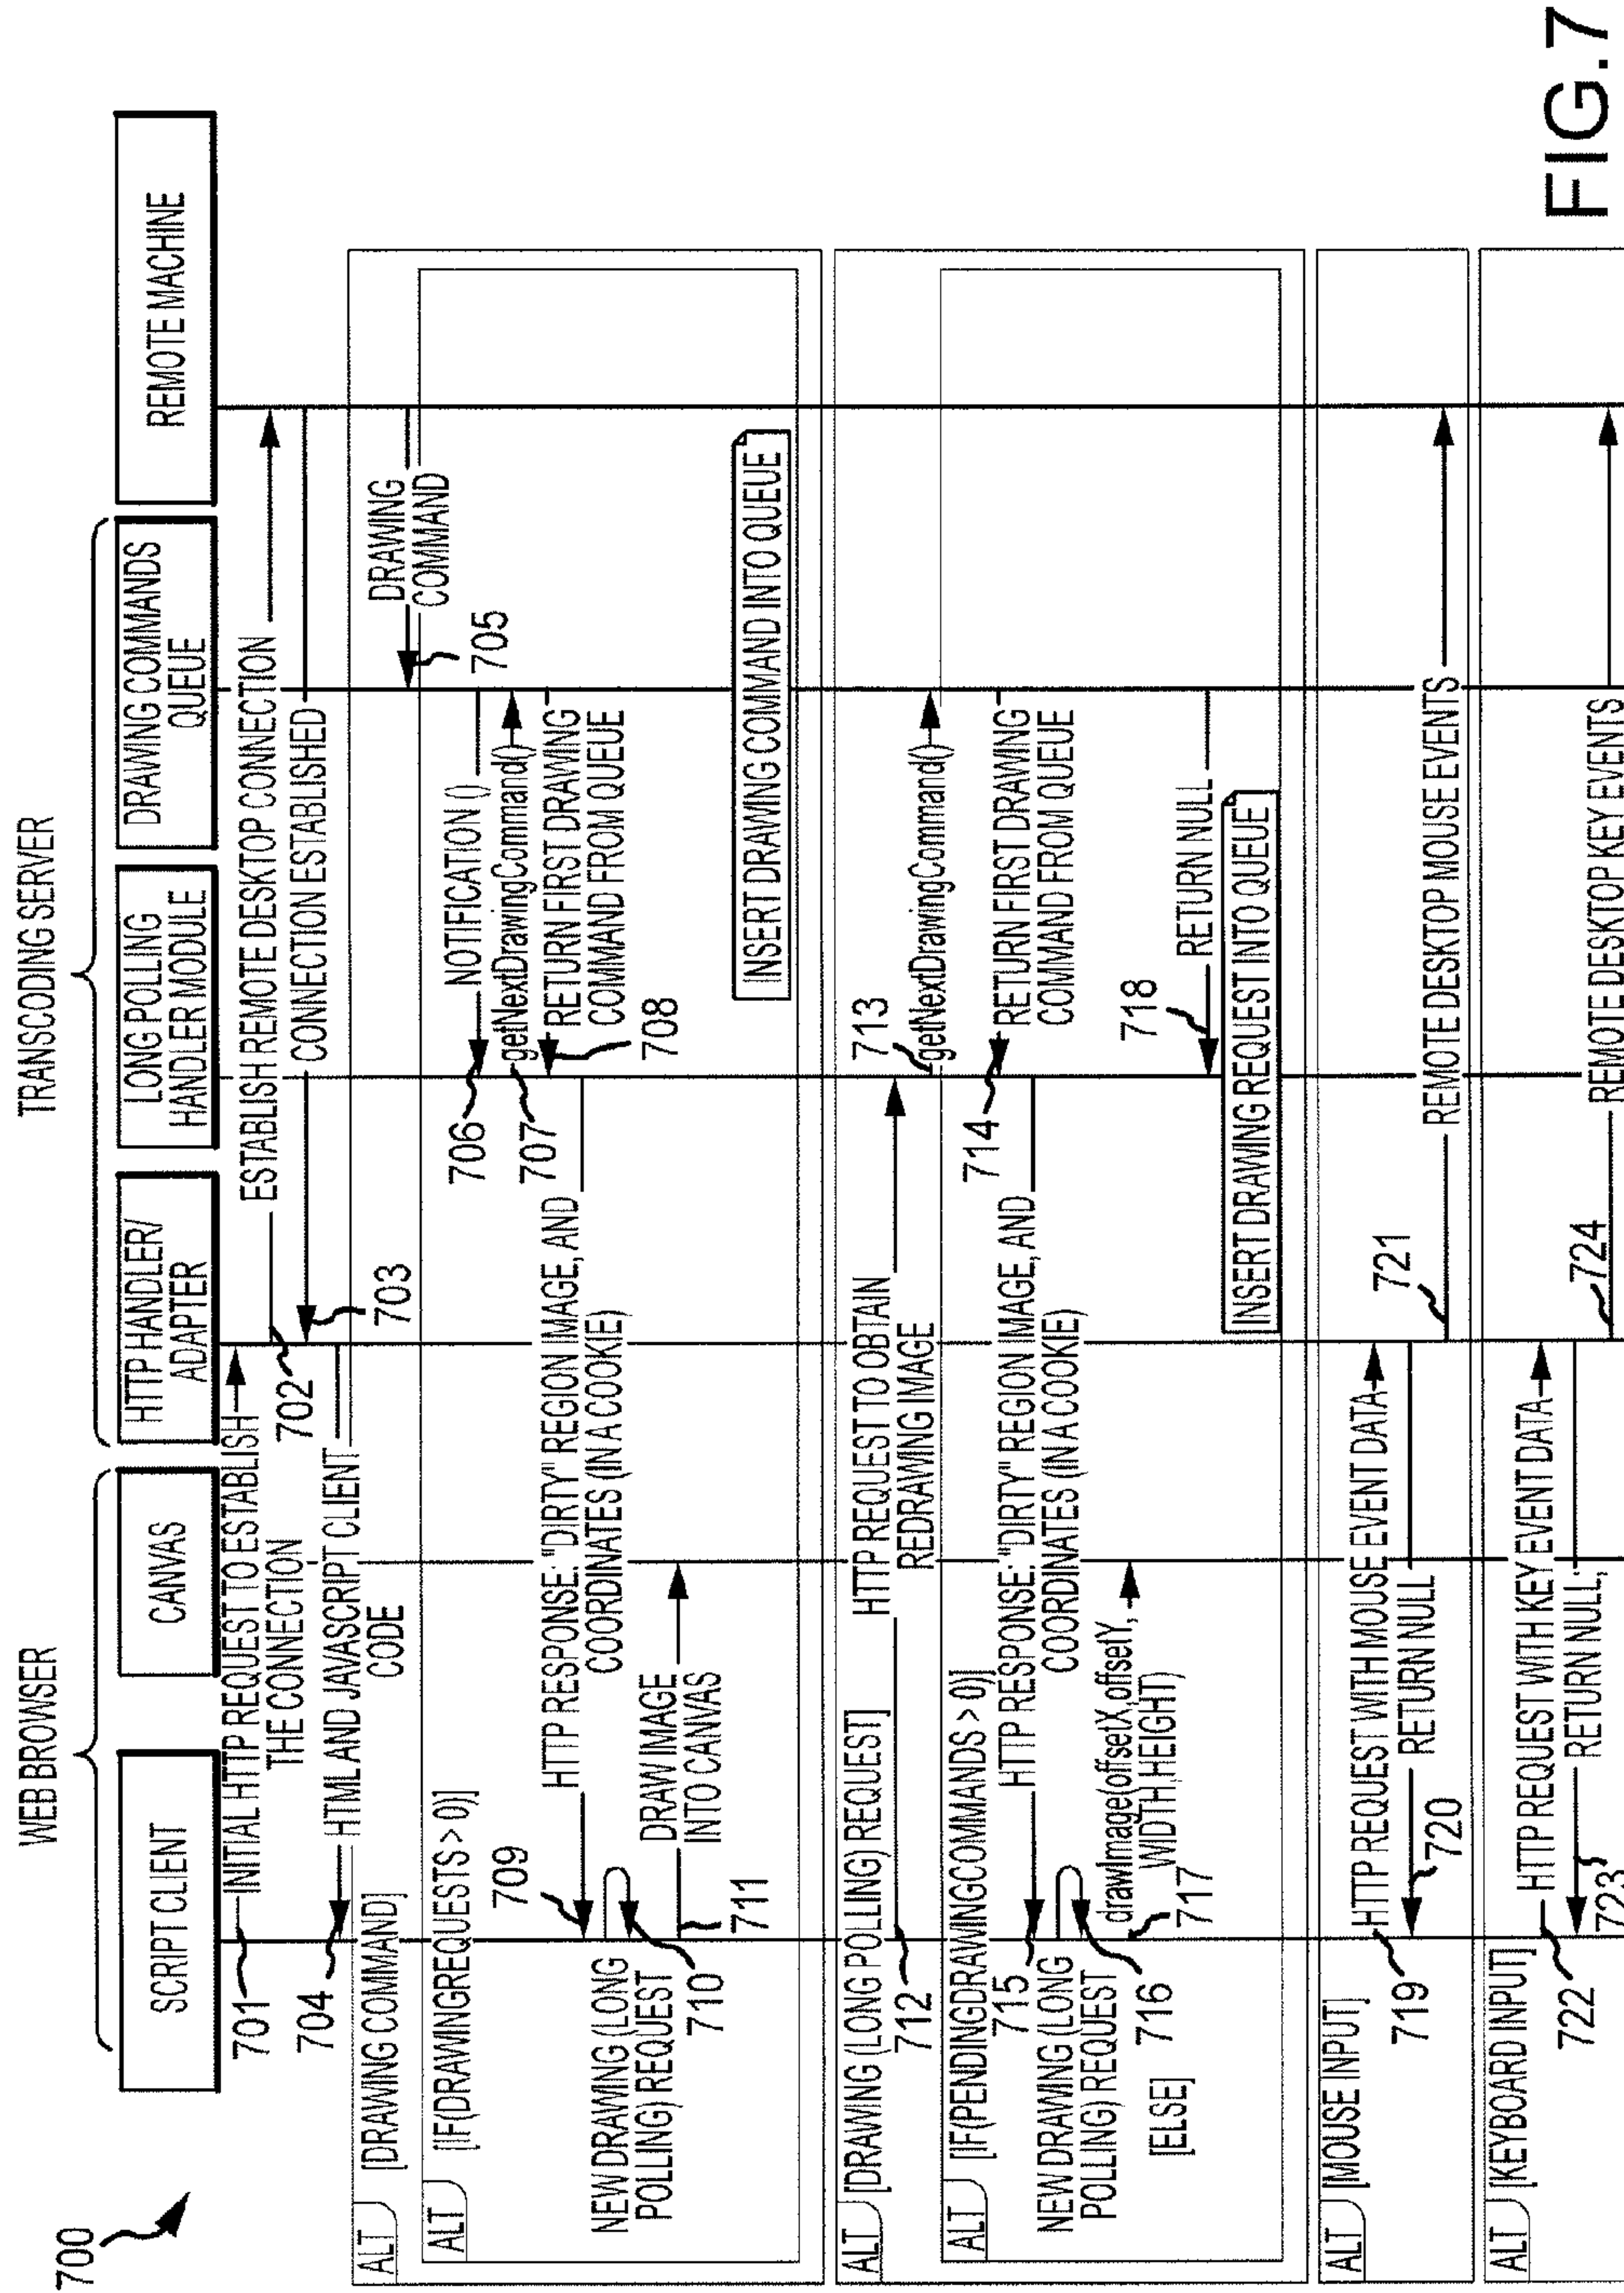 700
WEB BROWSER
TRANSCODING SERVER
SCRIPT CLIENT
CANVAS
HTTP HANDLER/
ADAPTER
LONG POLLING
HANDLER MODULE
DRAWING COMMANDS
QUEUE
REMOTE MACHINE
701
INITIAL HTTP REQUEST TO ESTABLISH
THE CONNECTION
702
ESTABLISH REMOTE DESKTOP CONNECTION
703
CONNECTION ESTABLISHED
704
HTML AND JAVASCRIPT CLIENT
CODE
ALT
[DRAWING COMMAND]
DRAWING
COMMAND
705
ALT
[IF(DRAWINGREQUESTS > 0)]
706
NOTIFICATION ()
707
getNextDrawingCommand()
708
RETURN FIRST DRAWING
COMMAND FROM QUEUE
709
HTTP RESPONSE: "DIRTY" REGION IMAGE, AND
COORDINATES (IN A COOKIE)
NEW DRAWING (LONG
POLLING) REQUEST
710
711
DRAW IMAGE
INTO CANVAS
INSERT DRAWING COMMAND INTO QUEUE
ALT
[DRAWING (LONG POLLING) REQUEST]
712
HTTP REQUEST TO OBTAIN
REDRAWING IMAGE
713
getNextDrawingCommand()
ALT
[IF(PENDINGDRAWINGCOMMANDS > 0)]
714
RETURN FIRST DRAWING
COMMAND FROM QUEUE
715
HTTP RESPONSE: "DIRTY" REGION IMAGE, AND
COORDINATES (IN A COOKIE)
NEW DRAWING (LONG
POLLING) REQUEST
716
drawImage(offsetX,offsetY,
WIDTH,HEIGHT)
717
[ELSE]
718
RETURN NULL
INSERT DRAWING REQUEST INTO QUEUE
ALT
[MOUSE INPUT]
719
HTTP REQUEST WITH MOUSE EVENT DATA
720
RETURN NULL
721
REMOTE DESKTOP MOUSE EVENTS
ALT
[KEYBOARD INPUT]
722
HTTP REQUEST WITH KEY EVENT DATA
723
RETURN NULL,
724
REMOTE DESKTOP KEY EVENTS
FIG.7